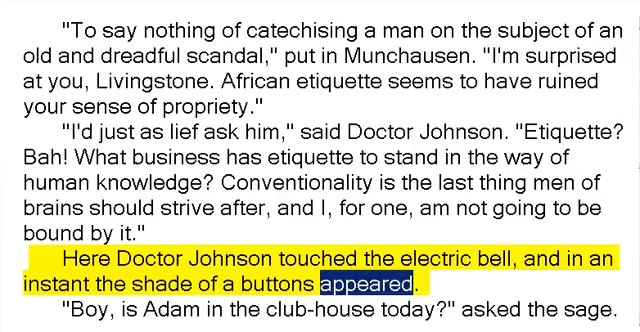 "To say nothing of catechising a man on the subject of an
old and dreadful scandal," put in Munchausen. "I'm surprised
at you, Livingstone. African etiquette seems to have ruined
your sense of propriety."
"I'd just as lief ask him," said Doctor Johnson. "Etiquette?
Bah! What business has etiquette to stand in the way of
human knowledge? Conventionality is the last thing men of
brains should strive after, and I, for one, am not going to be
bound by it."
Here Doctor Johnson touched the electric bell, and in an
instant the shade of a buttons appeared.
"Boy, is Adam in the club-house today?" asked the sage.